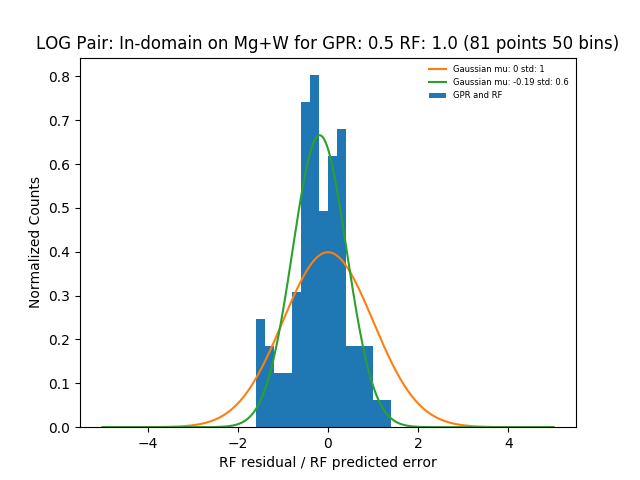 LOG Pair: In-domain on Mg+W for GPR: 0.5 RF: 1.0 (81 points 50 bins)
Gaussian mu: 0 std: 1
Gaussian mu: -0.19 std: 0.6
GPR and RF
Normalized Counts
0.8
0.7
0.6
0.5
0.4
0.3
0.2
0.1
0.0
−4
−2
0
2
4
RF residual / RF predicted error